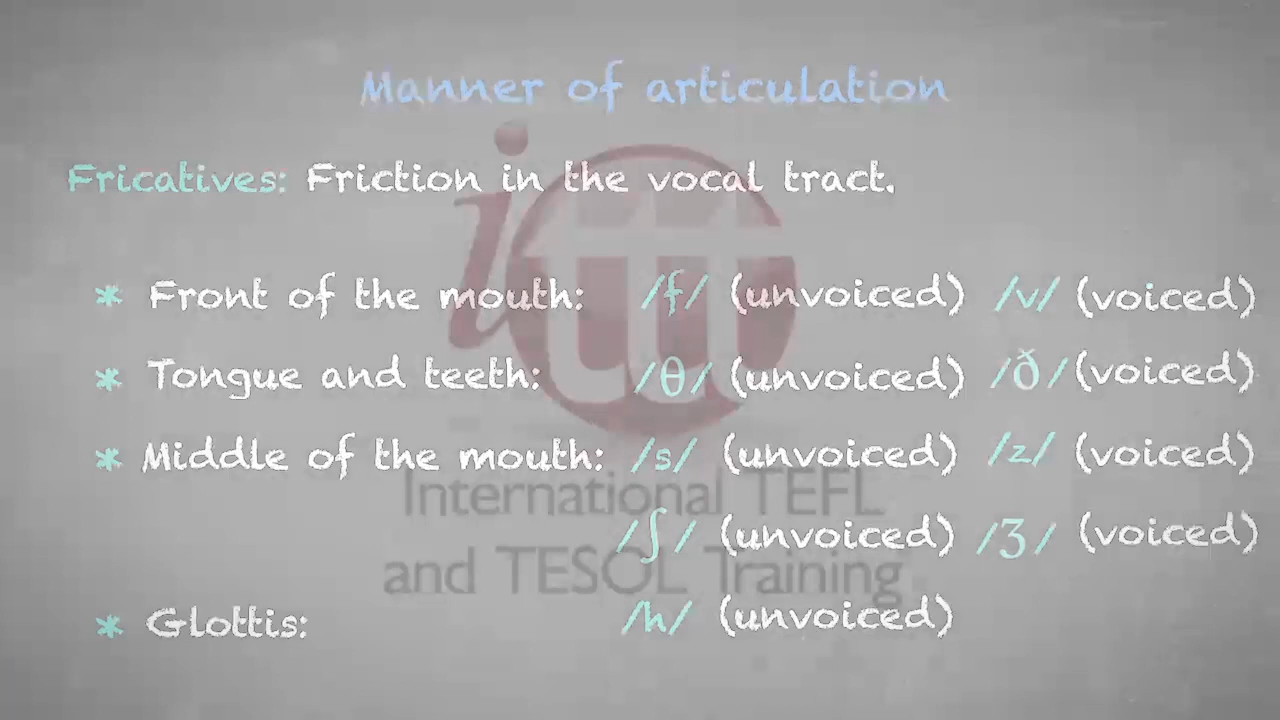 Manner of articulation
Fricatives: Friction in the vocal tract.
* Front of the mouth: /f/ (unvoiced) /v/ (voiced)
* Tongue and teeth: /θ/ (unvoiced) /ð/ (voiced)
* Middle of the mouth: /s/ (unvoiced) /z/ (voiced)
/ʃ/ (unvoiced) /ʒ/ (voiced)
* Glottis: /h/ (unvoiced)
ittt
International TEFL
and TESOL Training